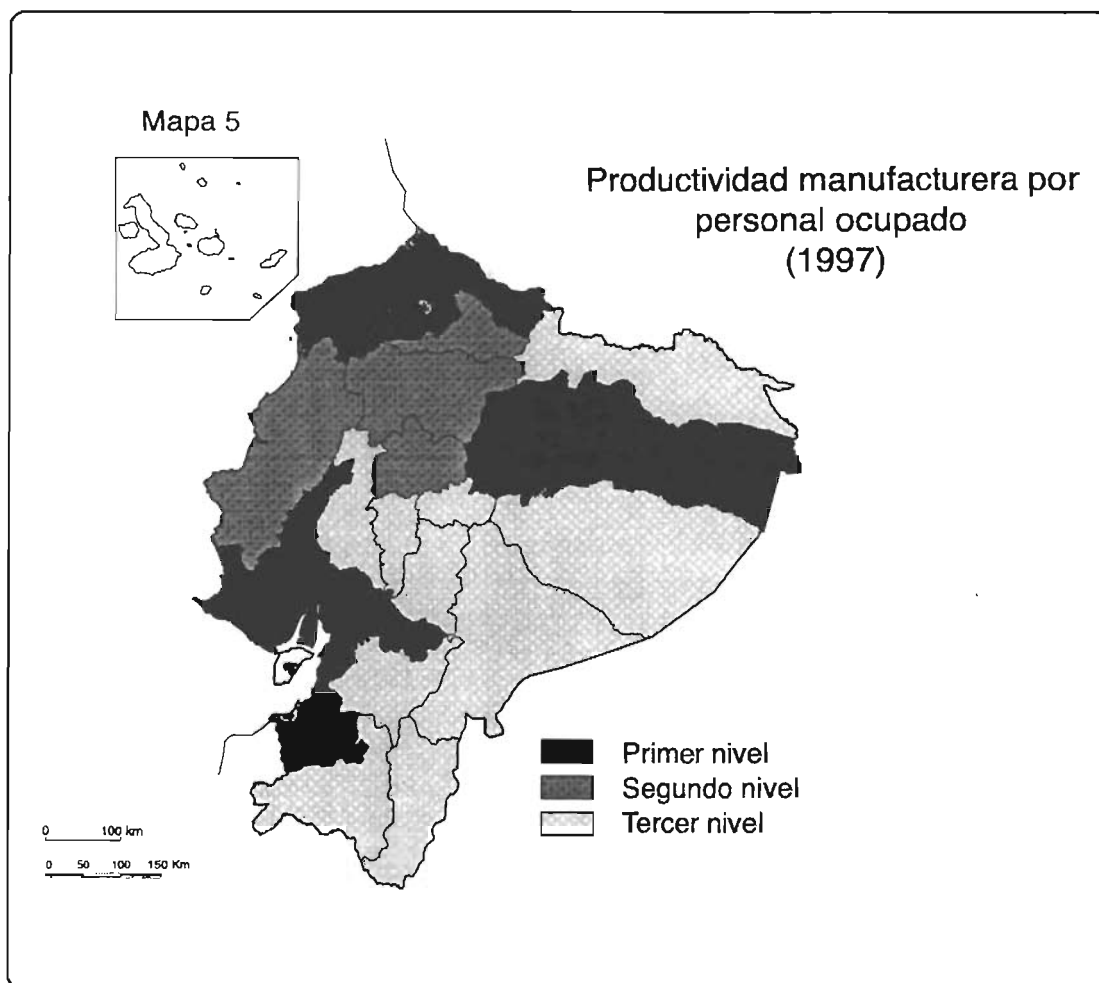 Mapa 5
Productividad manufacturera por
personal ocupado
(1997)
Primer nivel
Segundo nivel
Tercer nivel
0 100 km
0 50 100 150 Km